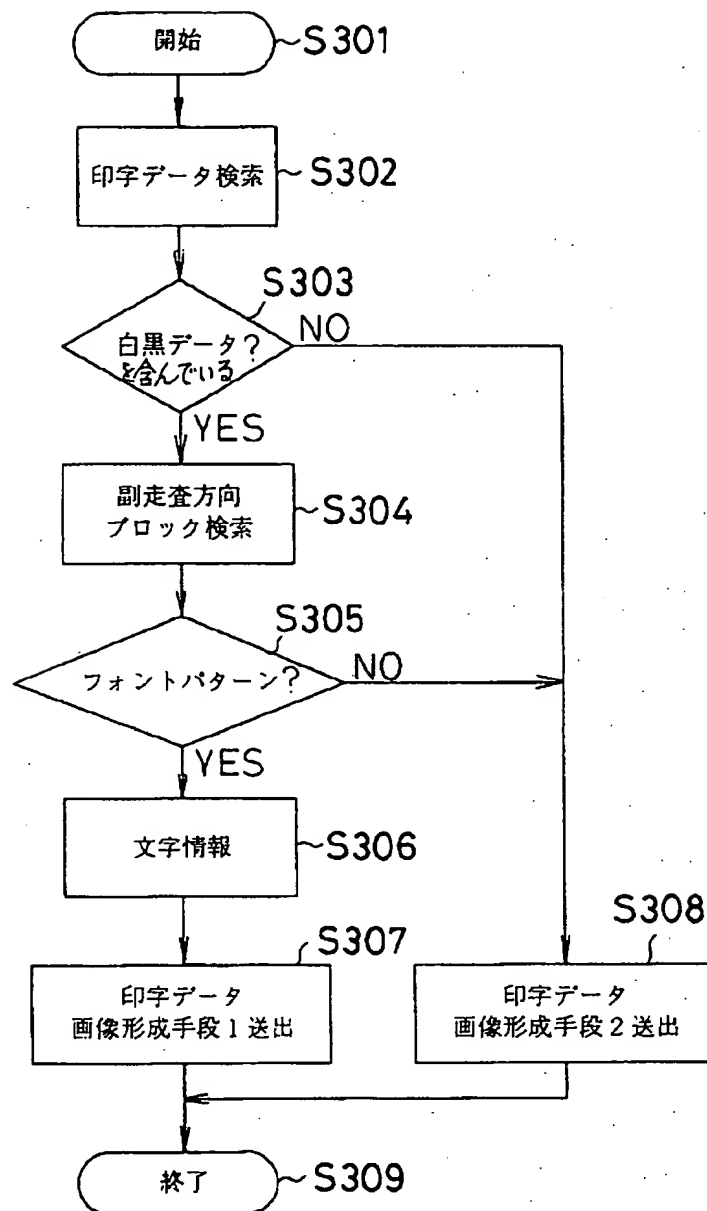 開始
S301
印字データ検索
S302
S303
白黒データ?
を含んでいる
NO
YES
副走査方向
ブロック検索
S304
S305
フォントパターン?
NO
YES
文字情報
S306
S307
印字データ
画像形成手段1送出
S308
印字データ
画像形成手段2送出
終了
S309